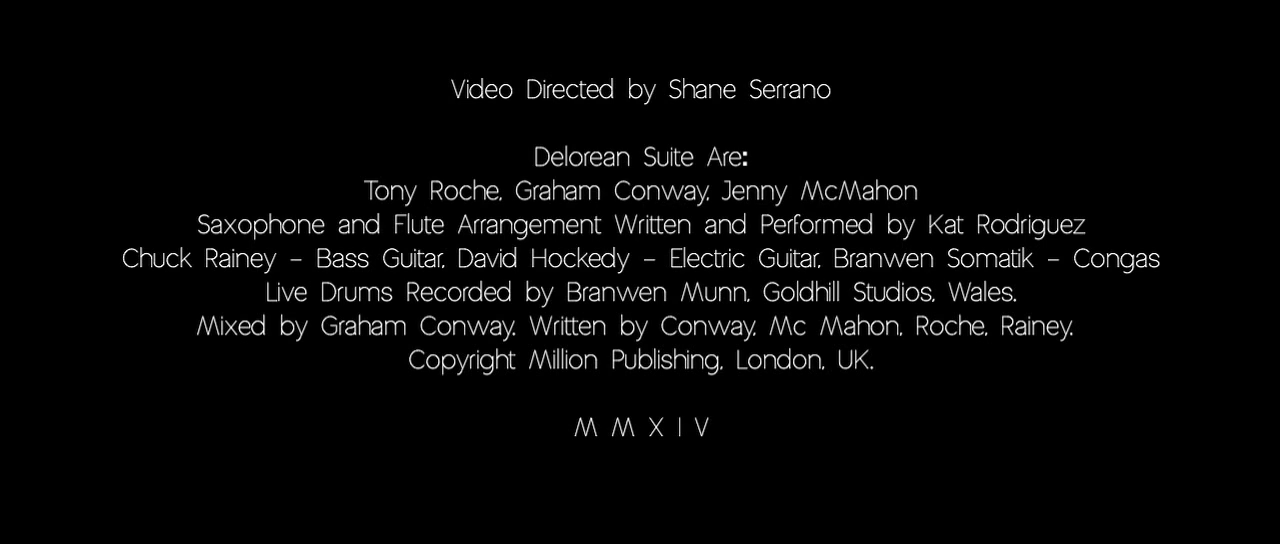 Video Directed by Shane Serrano
Delorean Suite Are:
Tony Roche, Graham Conway, Jenny McMahon
Saxophone and Flute Arrangement Written and Performed by Kat Rodriguez
Chuck Rainey - Bass Guitar, David Hockedy - Electric Guitar, Branwen Somatik - Congas
Live Drums Recorded by Branwen Munn, Goldhill Studios, Wales.
Mixed by Graham Conway. Written by Conway, Mc Mahon, Roche, Rainey.
Copyright Million Publishing, London, UK.
M M X I V